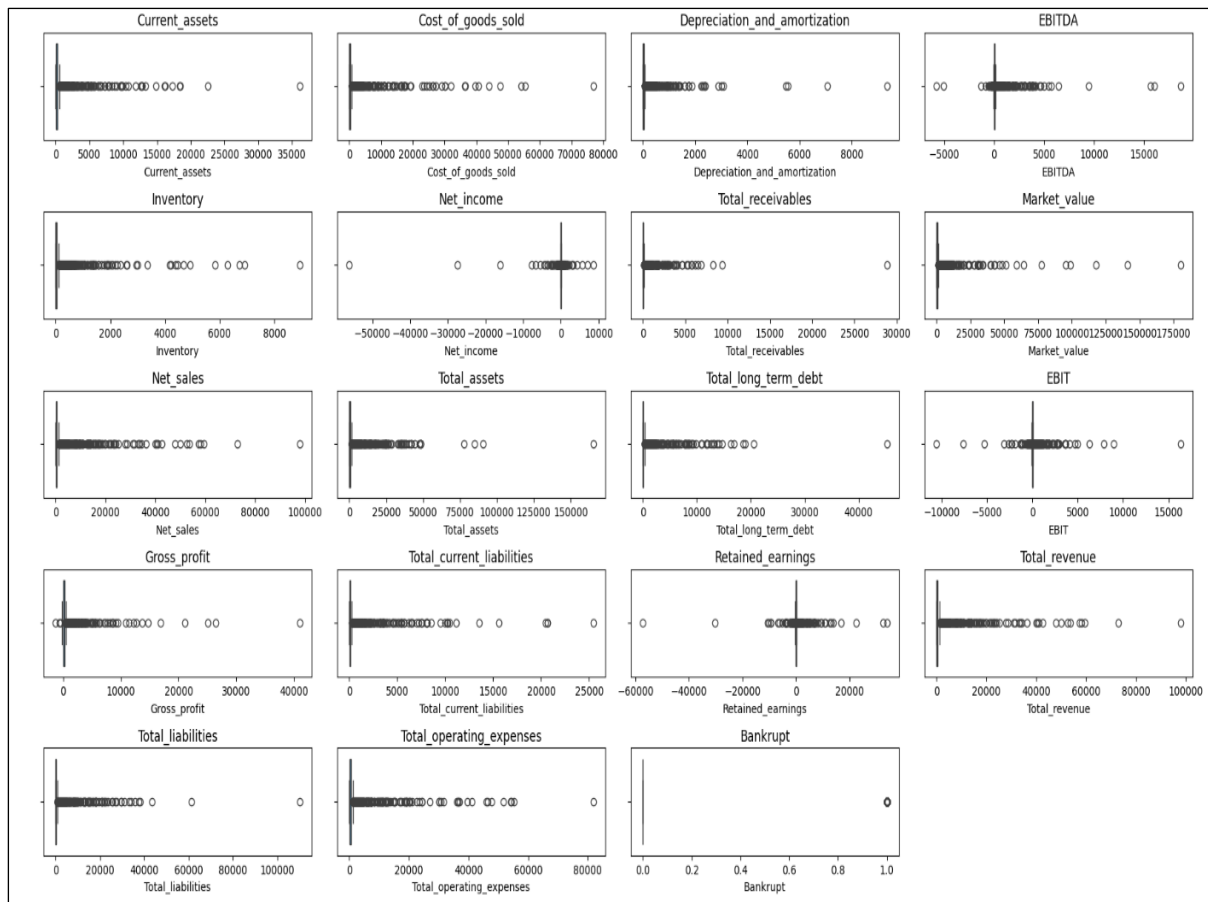 Current_assets Cost_of_goods_sold Depreciation_and_amortization EBITDA
0 5000 10000 15000 20000 25000 30000 35000 0 10000 20000 30000 40000 50000 60000 70000 80000 0 2000 4000 6000 8000 −5000 0 5000 10000 15000
Current_assets Cost_of_goods_sold Depreciation_and_amortization EBITDA
Inventory Net_income Total_receivables Market_value
0 2000 4000 6000 8000 −50000 −40000 −30000 −20000 −10000 0 10000 0 5000 10000 15000 20000 25000 30000 0 25000 50000 75000 100000 125000 150000 175000
Inventory Net_income Total_receivables Market_value
Net_sales Total_assets Total_long_term_debt EBIT
0 20000 40000 60000 80000 100000 0 25000 50000 75000 100000 125000 150000 0 10000 20000 30000 40000 −10000 −5000 0 5000 10000 15000
Net_sales Total_assets Total_long_term_debt EBIT
Gross_profit Total_current_liabilities Retained_earnings Total_revenue
0 10000 20000 30000 40000 0 5000 10000 15000 20000 25000 −60000 −40000 −20000 0 20000 0 20000 40000 60000 80000 100000
Gross_profit Total_current_liabilities Retained_earnings Total_revenue
Total_liabilities Total_operating_expenses Bankrupt
0 20000 40000 60000 80000 100000 0 20000 40000 60000 80000 0.0 0.2 0.4 0.6 0.8 1.0
Total_liabilities Total_operating_expenses Bankrupt